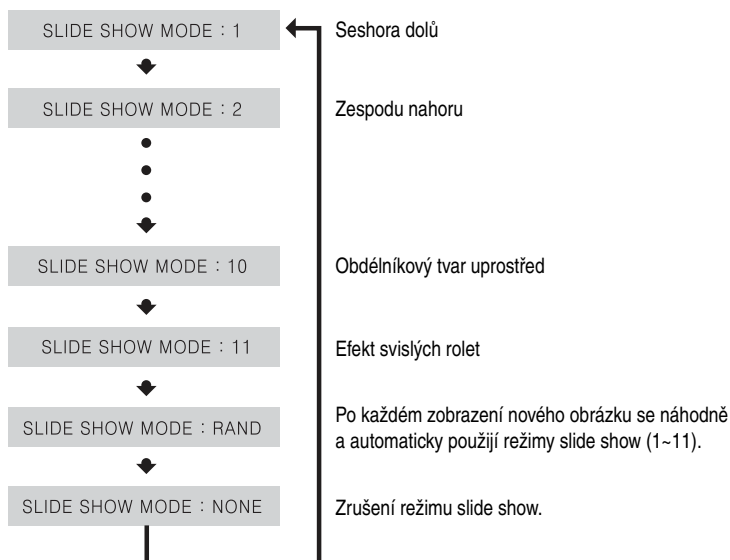 SLIDE SHOW MODE : 1
Seshora dolů
SLIDE SHOW MODE : 2
Zespodu nahoru
SLIDE SHOW MODE : 10
Obdélníkový tvar uprostřed
SLIDE SHOW MODE : 11
Efekt svislých rolet
SLIDE SHOW MODE : RAND
Po každém zobrazení nového obrázku se náhodně
a automaticky použijí režimy slide show (1~11).
SLIDE SHOW MODE : NONE
Zrušení režimu slide show.